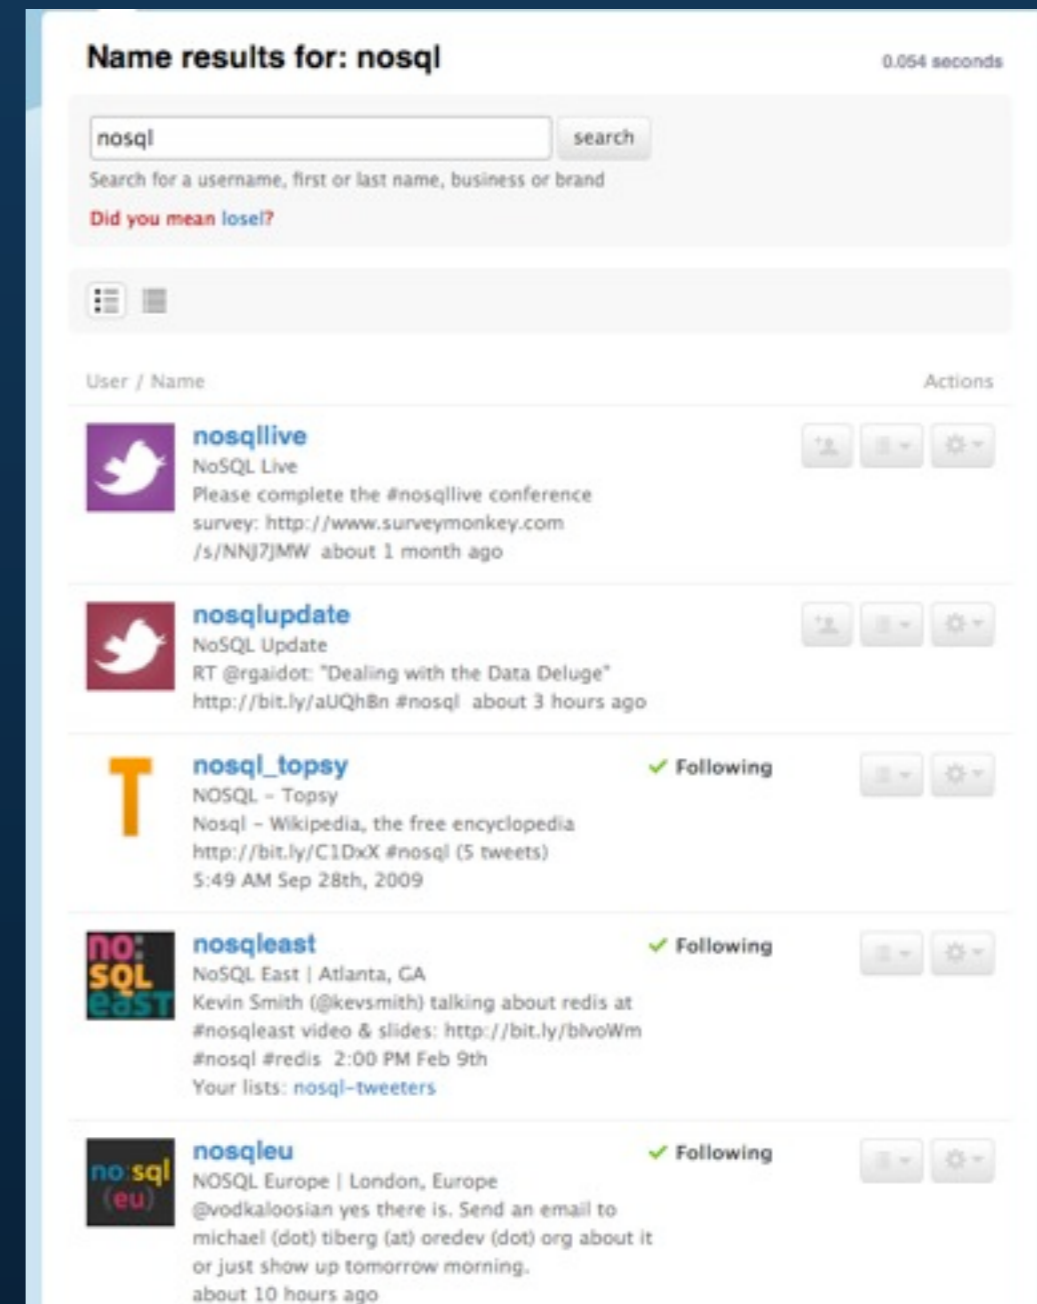 Name results for: nosql
0.054 seconds
nosql
search
Search for a username, first or last name, business or brand
Did you mean losel?
User / Name
Actions
nosqllive
NoSQL Live
Please complete the #nosqllive conference
survey: http://www.surveymonkey.com
/s/NNJ7JMW about 1 month ago
nosqlupdate
NoSQL Update
RT @rgaidot: "Dealing with the Data Deluge"
http://bit.ly/aUQhBn #nosql about 3 hours ago
T
nosql_topsy
Following
NOSQL – Topsy
Nosql – Wikipedia, the free encyclopedia
http://bit.ly/C1DxX #nosql (5 tweets)
5:49 AM Sep 28th, 2009
no:
SQL
east
nosqleast
Following
NoSQL East | Atlanta, GA
Kevin Smith (@kevsmith) talking about redis at
#nosqleast video & slides: http://bit.ly/bIvoWm
#nosql #redis 2:00 PM Feb 9th
Your lists: nosql-tweeters
no:sql
(eu)
nosqleu
Following
NOSQL Europe | London, Europe
@vodkaloosian yes there is. Send an email to
michael (dot) tiberg (at) oredev (dot) org about it
or just show up tomorrow morning.
about 10 hours ago